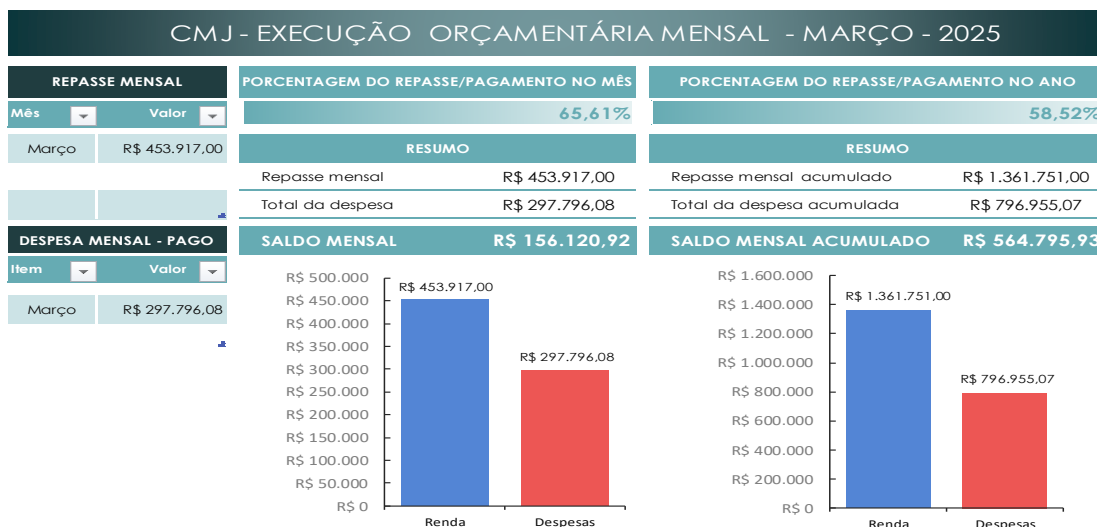 CMJ - EXECUÇÃO ORÇAMENTÁRIA MENSAL - MARÇO - 2025
REPASSE MENSAL
Mês Valor
Março R$ 453.917,00
DESPESA MENSAL - PAGO
Item Valor
Março R$ 297.796,08
PORCENTAGEM DO REPASSE/PAGAMENTO NO MÊS
65,61%
RESUMO
Repasse mensal R$ 453.917,00
Total da despesa R$ 297.796,08
SALDO MENSAL R$ 156.120,92
R$ 500.000
R$ 450.000
R$ 400.000
R$ 350.000
R$ 300.000
R$ 250.000
R$ 200.000
R$ 150.000
R$ 100.000
R$ 50.000
R$ 0
R$ 453.917,00
R$ 297.796,08
Renda Despesas
PORCENTAGEM DO REPASSE/PAGAMENTO NO ANO
58,52%
RESUMO
Repasse mensal acumulado R$ 1.361.751,00
Total da despesa acumulada R$ 796.955,07
SALDO MENSAL ACUMULADO R$ 564.795,93
R$ 1.600.000
R$ 1.400.000
R$ 1.200.000
R$ 1.000.000
R$ 800.000
R$ 600.000
R$ 400.000
R$ 200.000
R$ 0
R$ 1.361.751,00
R$ 796.955,07
Renda Despesas